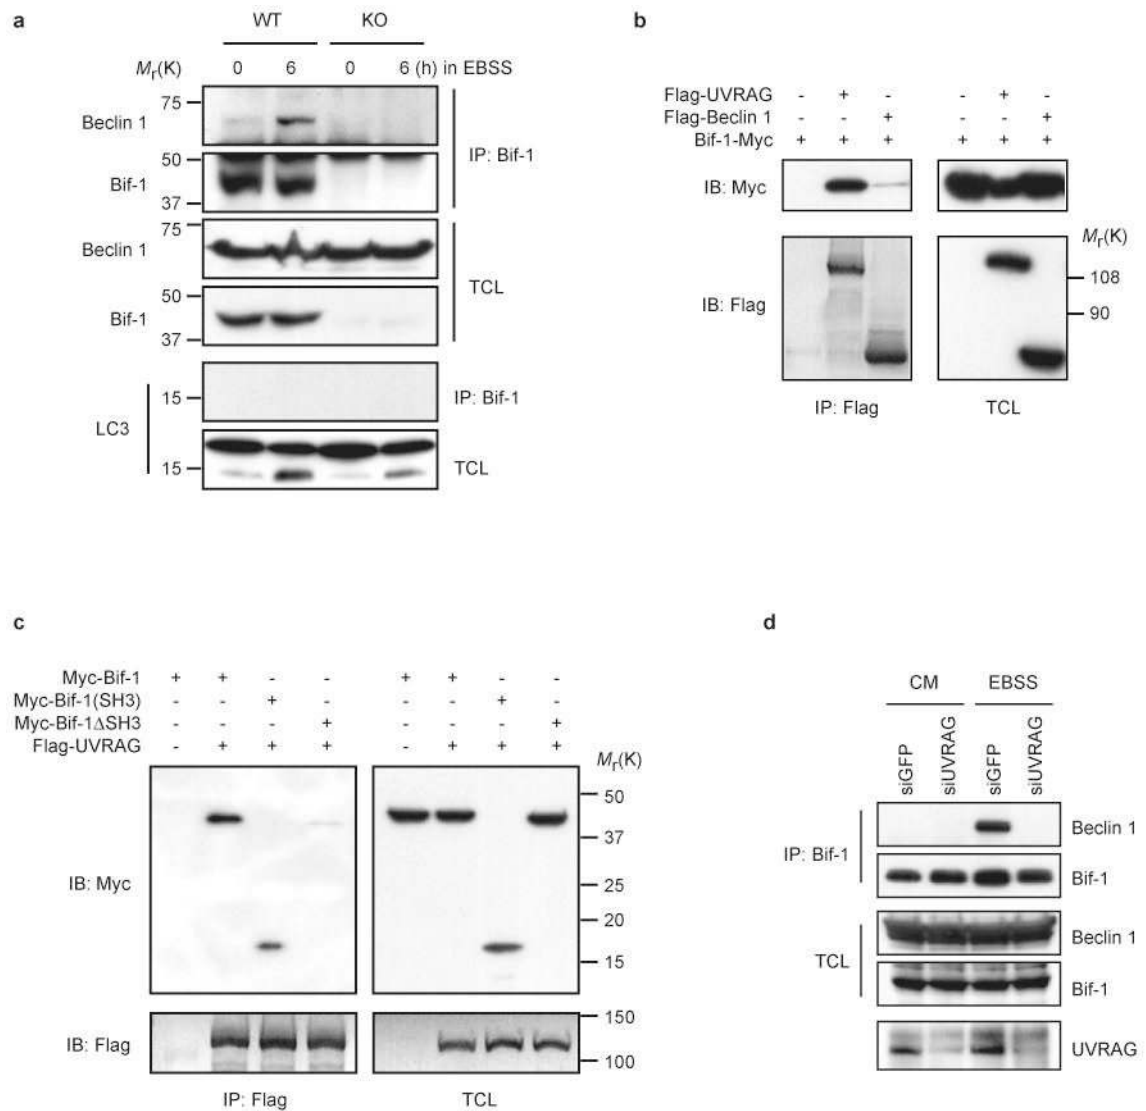 a
WT KO
Mr(K) 0 6 0 6 (h) in EBSS
75
Beclin 1
50
IP: Bif-1
Bif-1
37
75
Beclin 1
TCL
50
Bif-1
37
15
IP: Bif-1
LC3
15
TCL
b
Flag-UVRAG - + - - + -
Flag-Beclin 1 - - + - - +
Bif-1-Myc + + + + + +
IB: Myc
Mr(K)
108
IB: Flag
90
IP: Flag TCL
c
Myc-Bif-1 + + - - + + - -
Myc-Bif-1(SH3) - - + - - - + -
Myc-Bif-1ΔSH3 - - - + - - - +
Flag-UVRAG - + + + - + + +
Mr(K)
50
37
IB: Myc
25
20
15
150
IB: Flag
100
IP: Flag TCL
d
CM EBSS
siGFP siUVRAG siGFP siUVRAG
Beclin 1
IP: Bif-1
Bif-1
Beclin 1
TCL
Bif-1
UVRAG